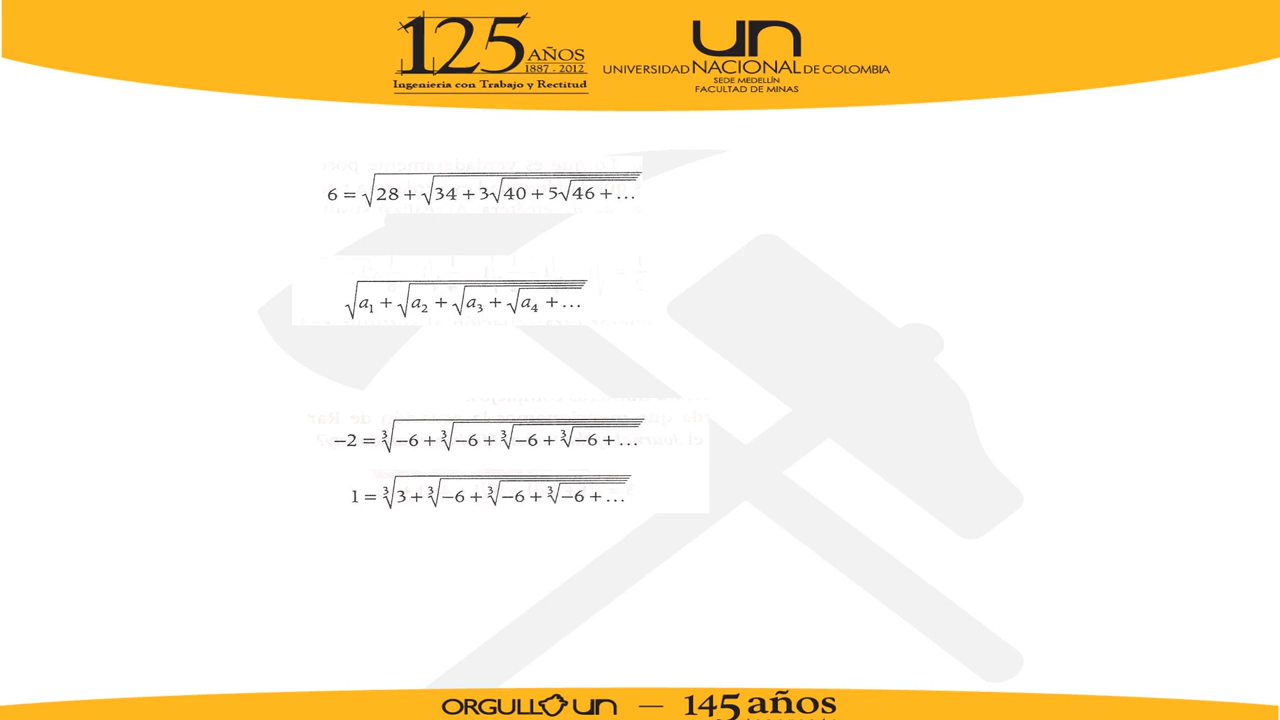 125 AÑOS
1887 - 2012
Ingeniería con Trabajo y Rectitud
un
UNIVERSIDAD NACIONAL DE COLOMBIA
SEDE MEDELLÍN
FACULTAD DE MINAS
6 = √(28 + √(34 + 3√(40 + 5√(46 + …
√(a₁ + √(a₂ + √(a₃ + √(a₄ + …
−2 = ∛(−6 + ∛(−6 + ∛(−6 + ∛(−6 + …
1 = ∛(3 + ∛(−6 + ∛(−6 + ∛(−6 + …
ORGULLO un — 145 años